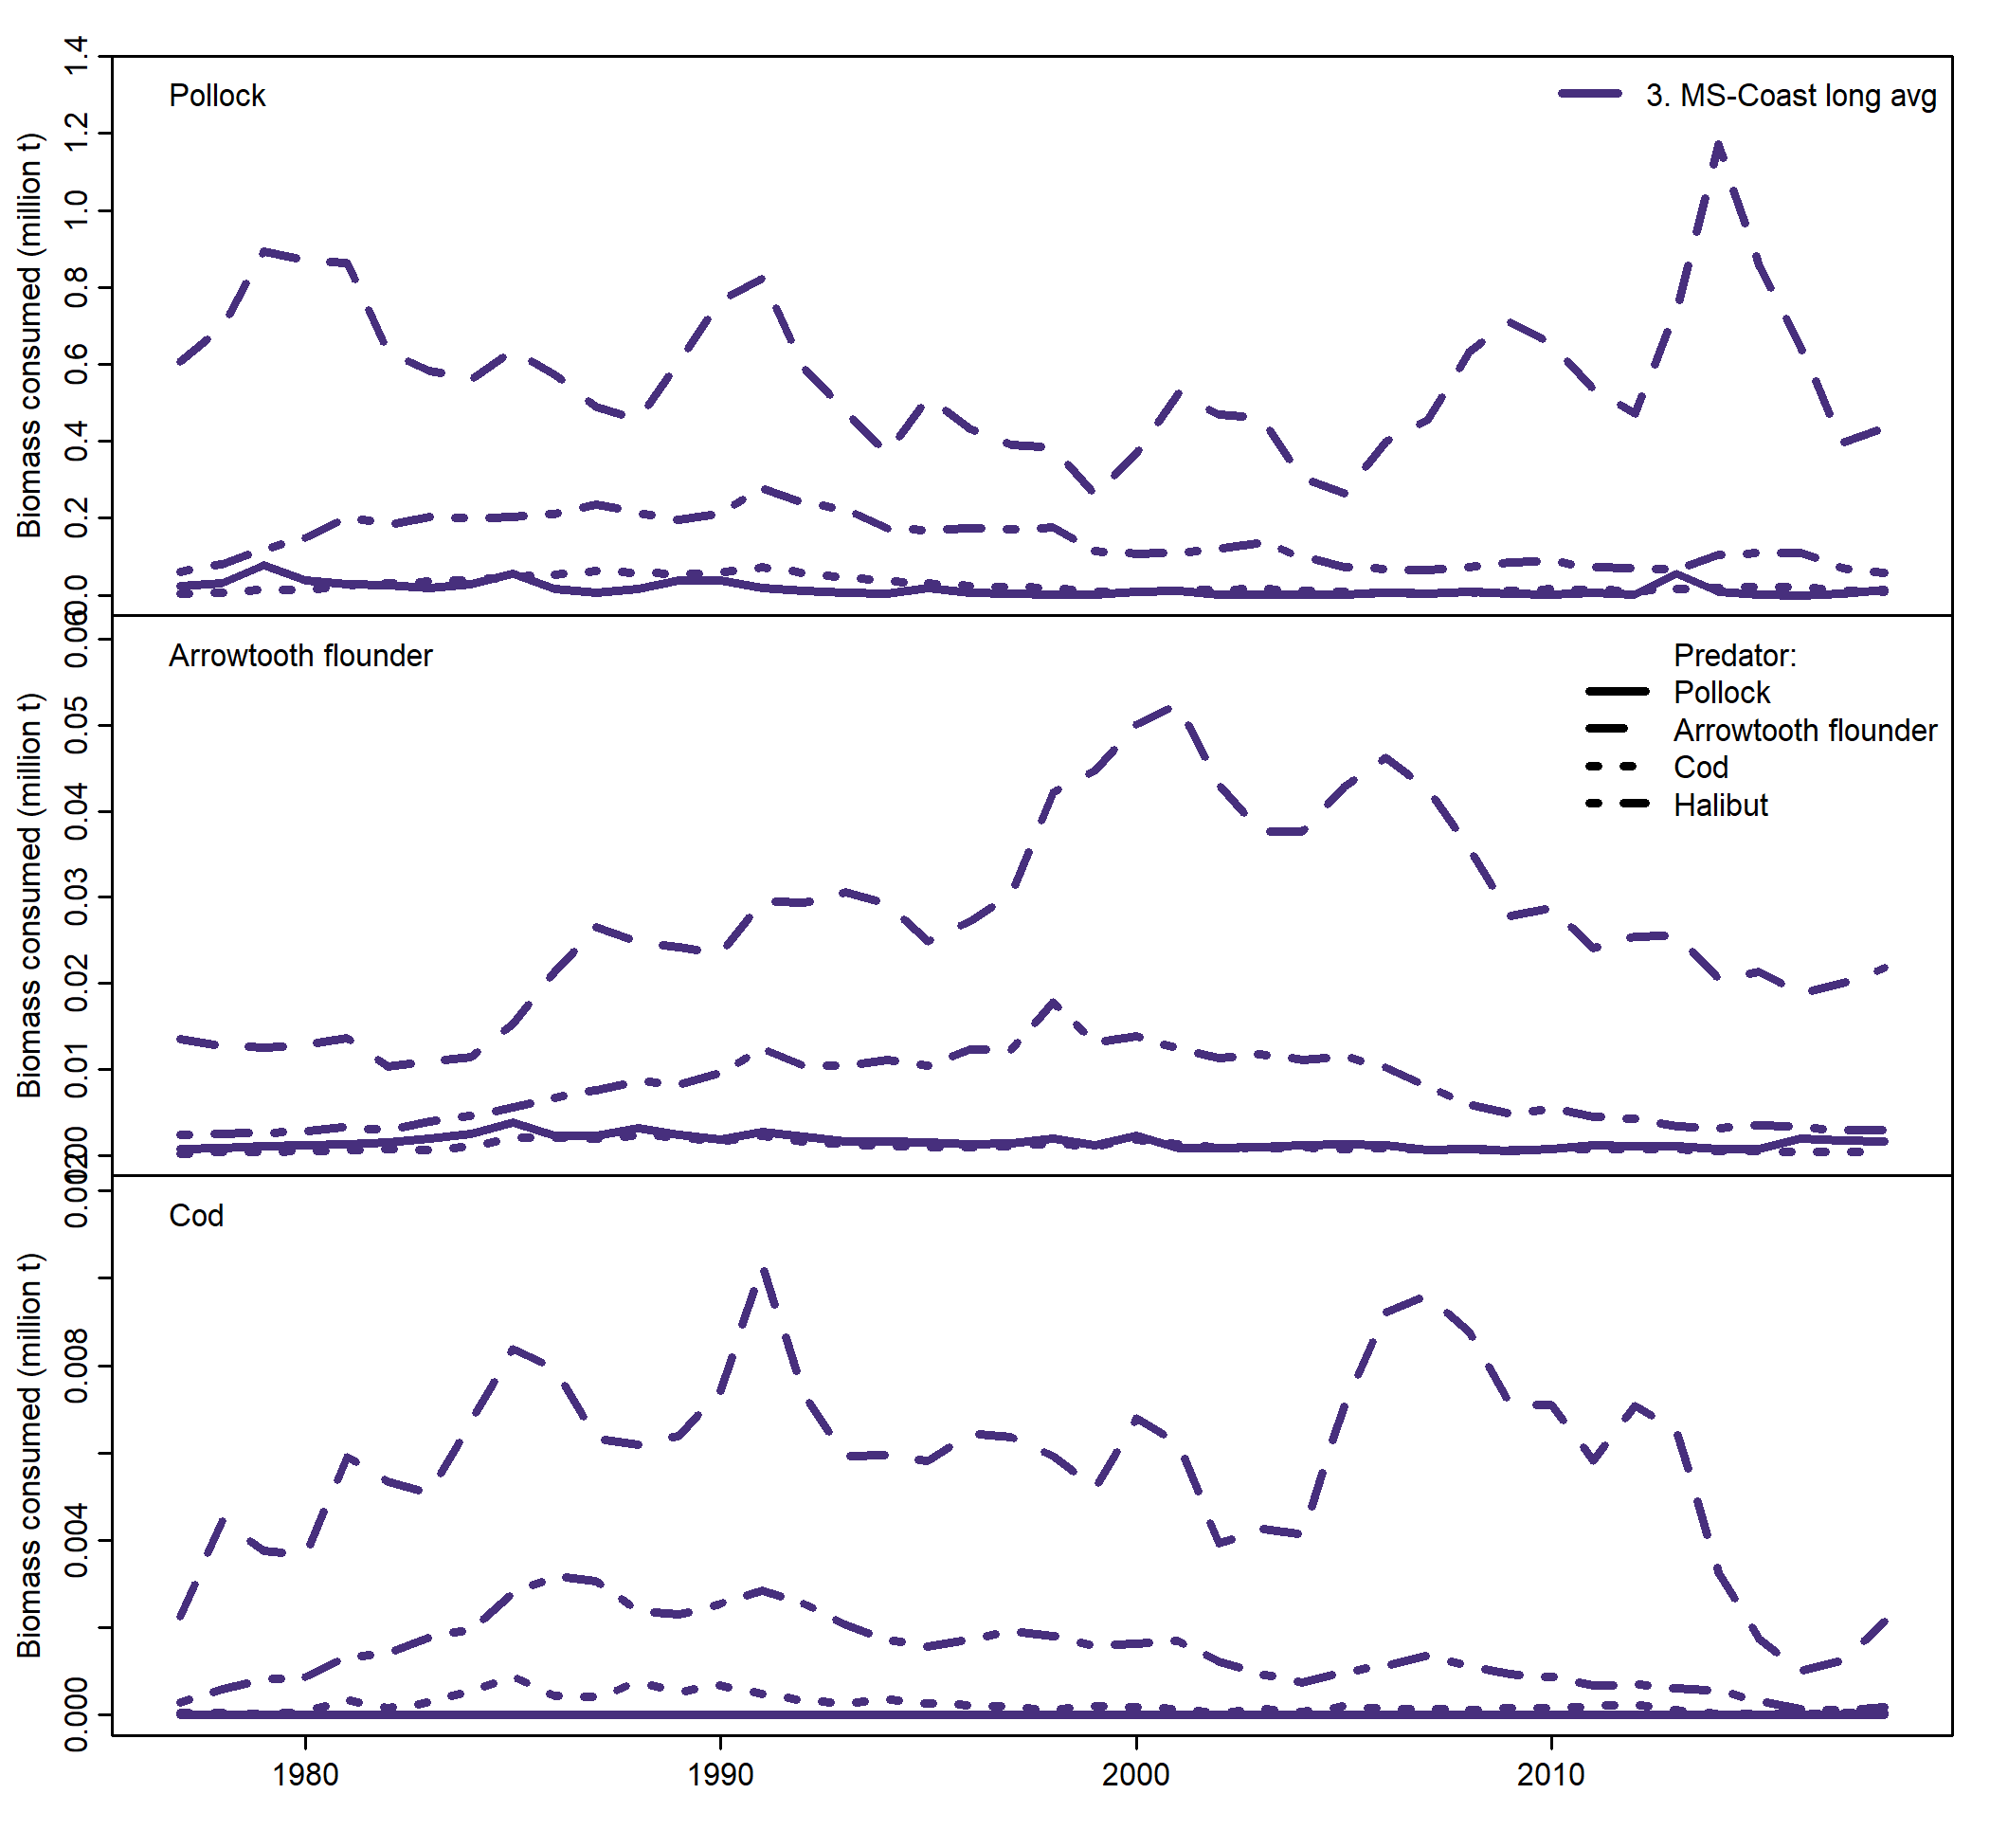 Pollock
3. MS-Coast long avg
Biomass consumed (million t)
1.4
1.2
1.0
0.8
0.6
0.4
0.2
0.0
Arrowtooth flounder
Predator:
Pollock
Arrowtooth flounder
Cod
Halibut
Biomass consumed (million t)
0.06
0.05
0.04
0.03
0.02
0.01
Cod
Biomass consumed (million t)
0.008
0.004
0.000
1980
1990
2000
2010